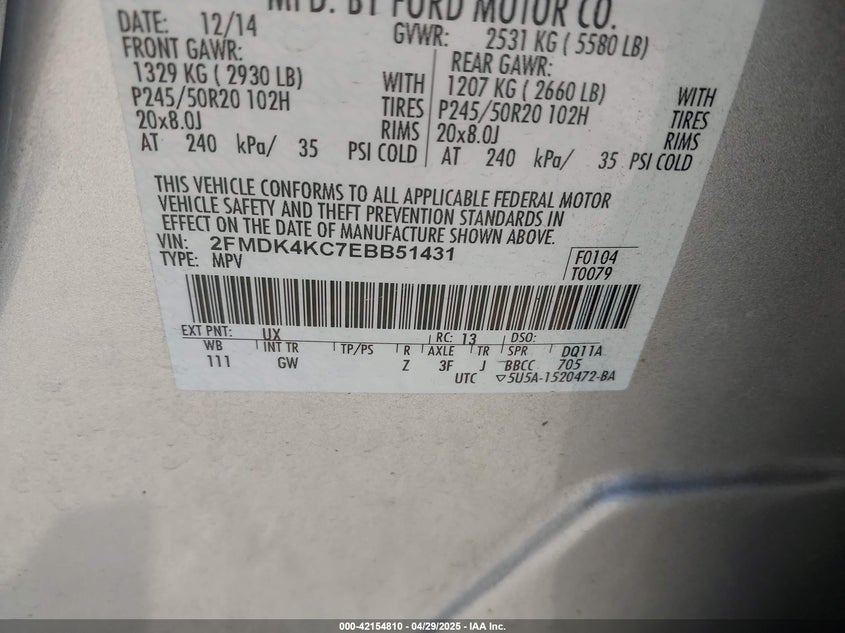 MFD. BY FORD MOTOR CO.
DATE: 12/14 GVWR: 2531 KG ( 5580 LB)
FRONT GAWR: REAR GAWR:
1329 KG ( 2930 LB) WITH 1207 KG ( 2660 LB) WITH
P245/50R20 102H TIRES P245/50R20 102H TIRES
20x8.0J RIMS 20x8.0J RIMS
AT 240 kPa/ 35 PSI COLD AT 240 kPa/ 35 PSI COLD
THIS VEHICLE CONFORMS TO ALL APPLICABLE FEDERAL MOTOR
VEHICLE SAFETY AND THEFT PREVENTION STANDARDS IN
EFFECT ON THE DATE OF MANUFACTURE SHOWN ABOVE.
VIN: 2FMDK4KC7EBB51431 F0104
TYPE: MPV T0079
EXT PNT: UX RC: 13 DSO:
WB INT TR TP/PS R AXLE TR SPR DQ11A
111 GW Z 3F J BBCC 705
UTC ▽5U5A-1520472-BA
000-42154810 - 04/29/2025 - IAA Inc.